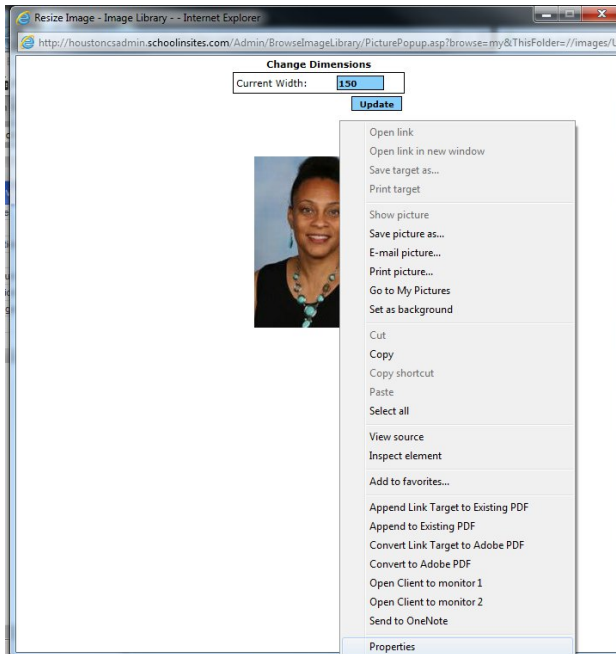 Resize Image - Image Library - - Internet Explorer
http://houstoncsadmin.schoolinsites.com/Admin/BrowseImageLibrary/PicturePopup.asp?browse=my&ThisFolder=//images/U
Change Dimensions
Current Width: 150
Update
Open link
Open link in new window
Save target as...
Print target
Show picture
Save picture as...
E-mail picture...
Print picture...
Go to My Pictures
Set as background
Cut
Copy
Copy shortcut
Paste
Select all
View source
Inspect element
Add to favorites...
Append Link Target to Existing PDF
Append to Existing PDF
Convert Link Target to Adobe PDF
Convert to Adobe PDF
Open Client to monitor 1
Open Client to monitor 2
Send to OneNote
Properties